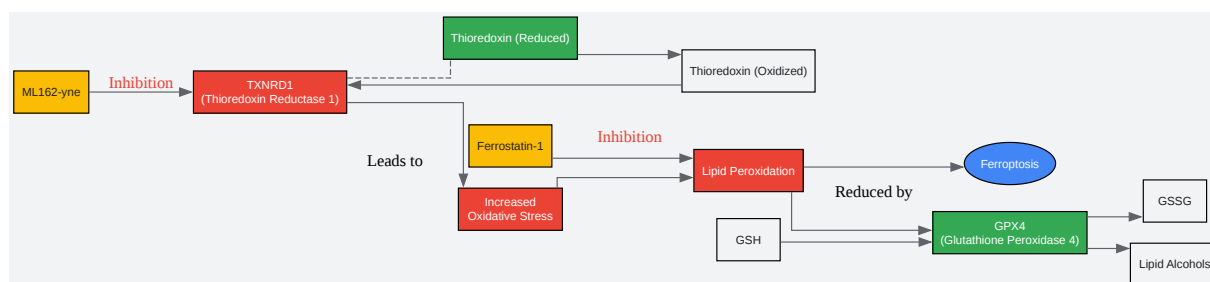 Thioredoxin (Reduced)
Thioredoxin (Oxidized)
ML162-yne
Inhibition
TXNRD1
(Thioredoxin Reductase 1)
Leads to
Ferrostatin-1
Inhibition
Increased
Oxidative Stress
Lipid Peroxidation
Ferroptosis
Reduced by
GSH
GPX4
(Glutathione Peroxidase 4)
GSSG
Lipid Alcohols